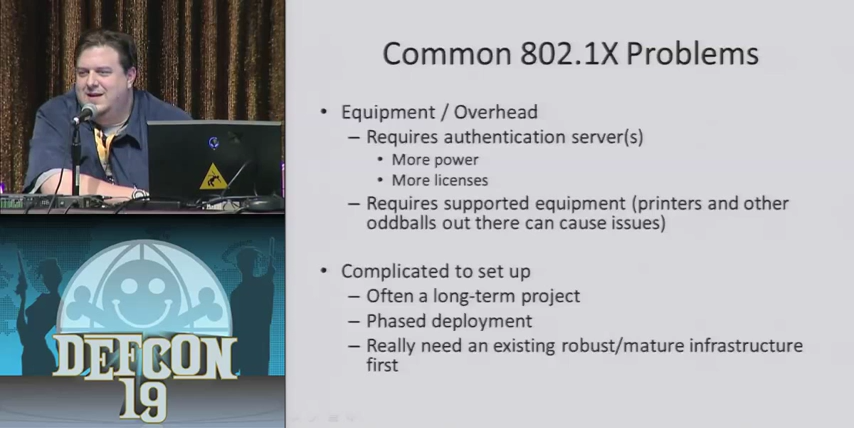 Common 802.1X Problems
• Equipment / Overhead
– Requires authentication server(s)
• More power
• More licenses
– Requires supported equipment (printers and other
oddballs out there can cause issues)
• Complicated to set up
– Often a long-term project
– Phased deployment
– Really need an existing robust/mature infrastructure
first
DEFCON
19